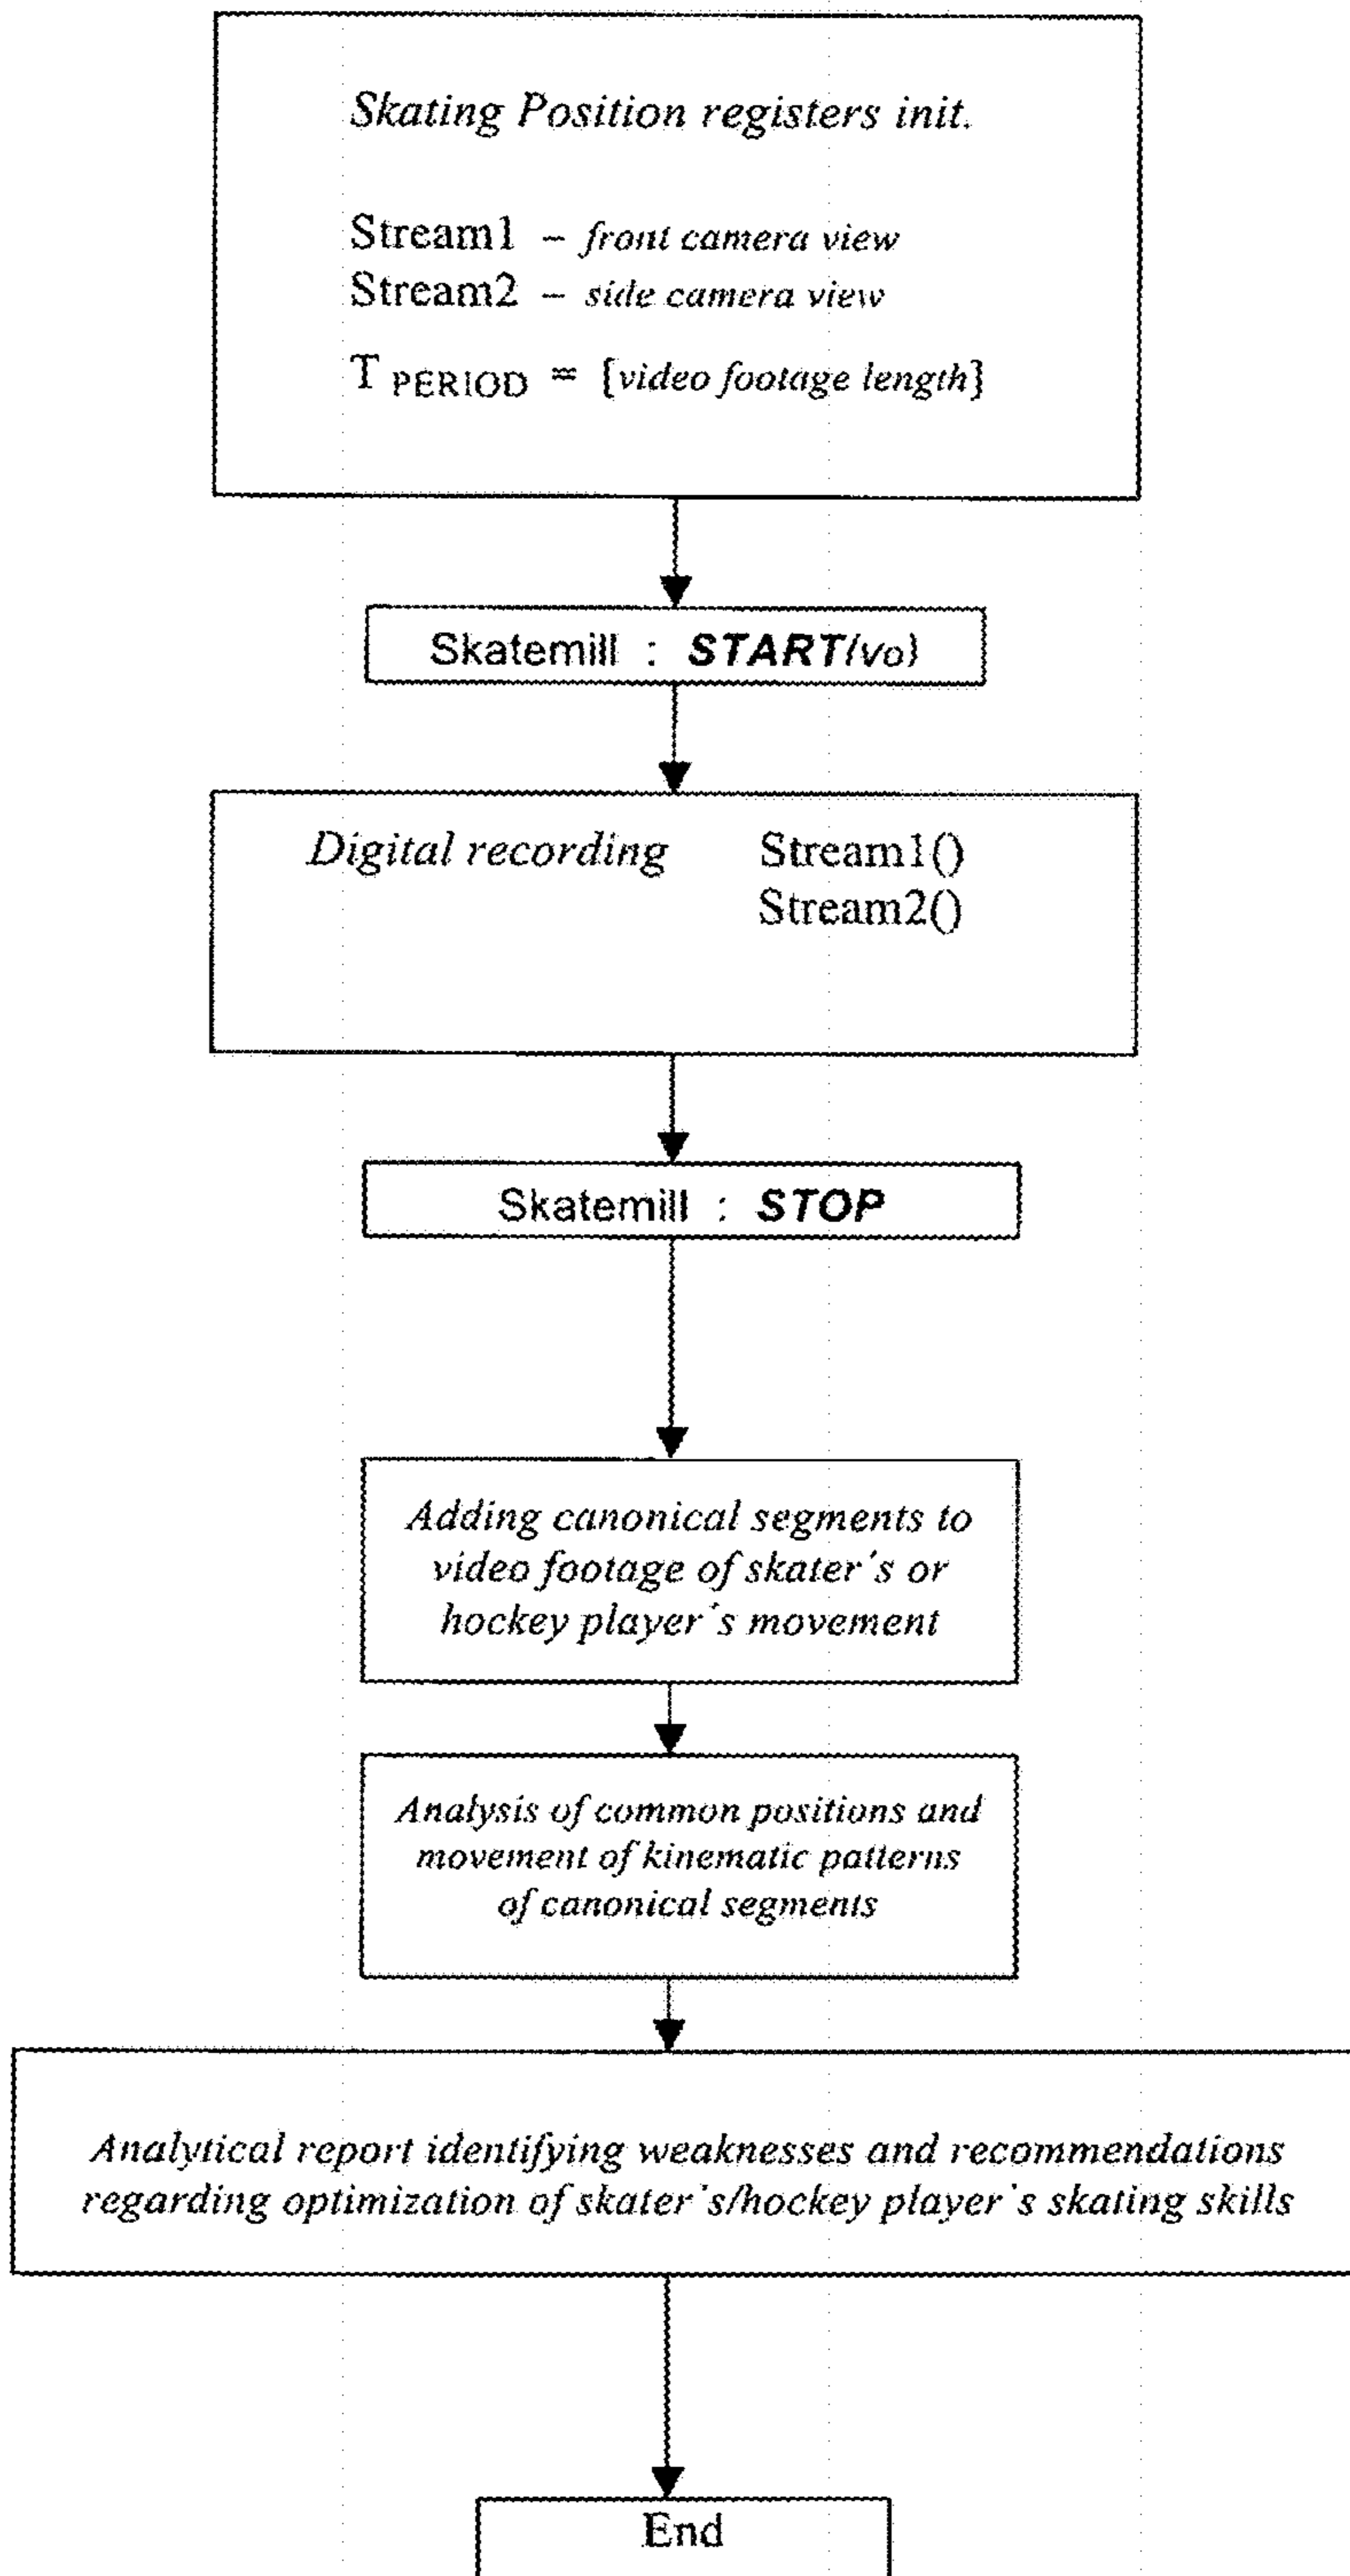 Skating Position registers init.
Stream1 – front camera view
Stream2 – side camera view
T PERIOD = [video footage length]
Skatemill : START(vo)
Digital recording Stream1()
Stream2()
Skatemill : STOP
Adding canonical segments to
video footage of skater´s or
hockey player´s movement
Analysis of common positions and
movement of kinematic patterns
of canonical segments
Analytical report identifying weaknesses and recommendations
regarding optimization of skater´s/hockey player´s skating skills
End